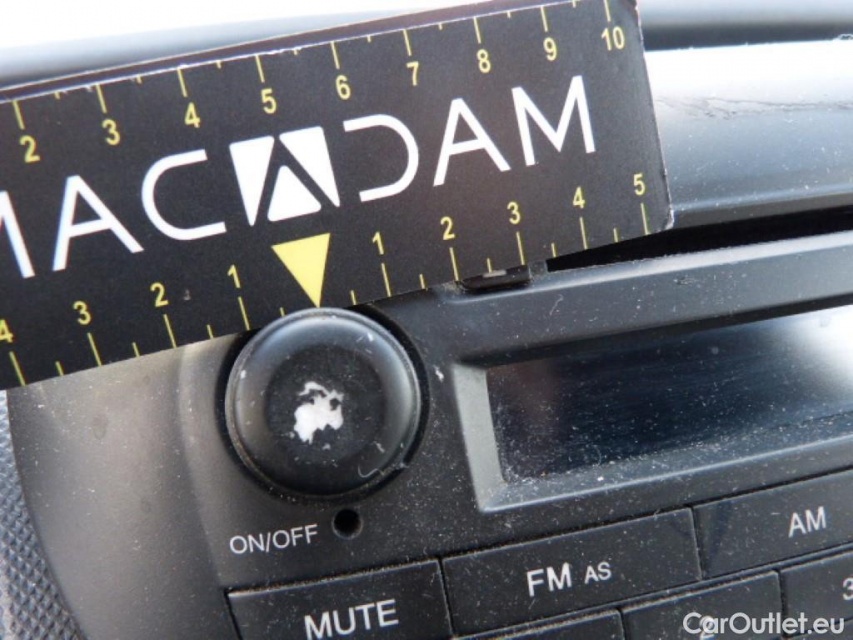 2 3 4 5 6 7 8 9 10
MACADAM
4 3 2 1 1 2 3 4 5
ON/OFF
FM AS
AM
MUTE
3
CarOutlet.eu